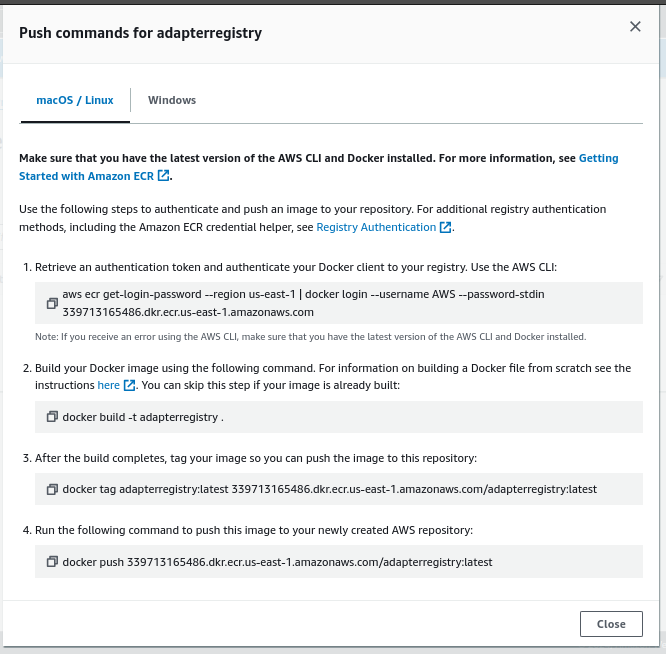 Push commands for adapterregistry
macOS / Linux
Windows
Make sure that you have the latest version of the AWS CLI and Docker installed. For more information, see Getting
Started with Amazon ECR.
Use the following steps to authenticate and push an image to your repository. For additional registry authentication
methods, including the Amazon ECR credential helper, see Registry Authentication.
1. Retrieve an authentication token and authenticate your Docker client to your registry. Use the AWS CLI:
aws ecr get-login-password --region us-east-1 | docker login --username AWS --password-stdin
339713165486.dkr.ecr.us-east-1.amazonaws.com
Note: If you receive an error using the AWS CLI, make sure that you have the latest version of the AWS CLI and Docker installed.
2. Build your Docker image using the following command. For information on building a Docker file from scratch see the
instructions here. You can skip this step if your image is already built:
docker build -t adapterregistry .
3. After the build completes, tag your image so you can push the image to this repository:
docker tag adapterregistry:latest 339713165486.dkr.ecr.us-east-1.amazonaws.com/adapterregistry:latest
4. Run the following command to push this image to your newly created AWS repository:
docker push 339713165486.dkr.ecr.us-east-1.amazonaws.com/adapterregistry:latest
Close